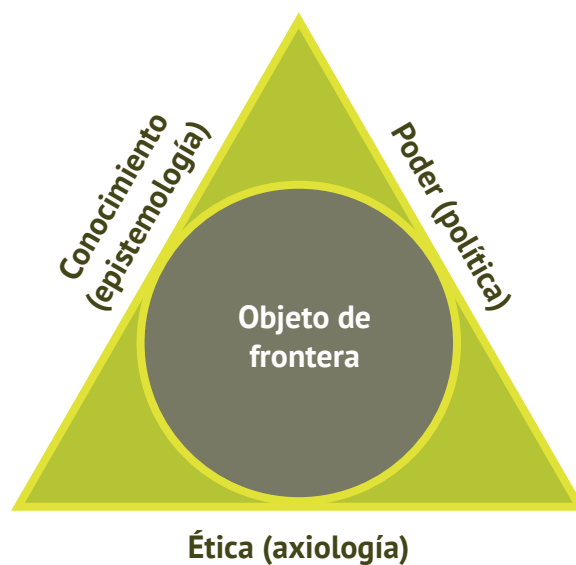 Conocimiento
(epistemología)
Poder (política)
Objeto de
frontera
Ética (axiología)